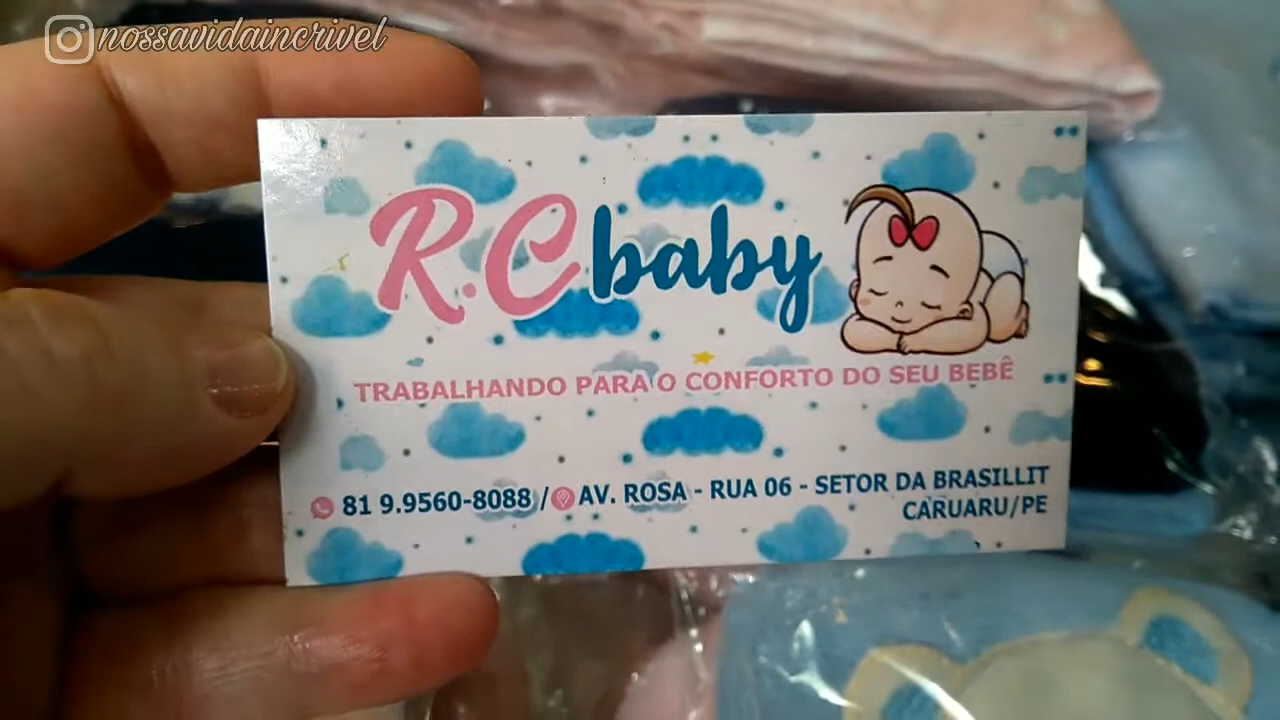 nossavidaincrivel
R.C baby
TRABALHANDO PARA O CONFORTO DO SEU BEBÊ
81 9.9560-8088 / AV. ROSA - RUA 06 - SETOR DA BRASILLIT
CARUARU/PE